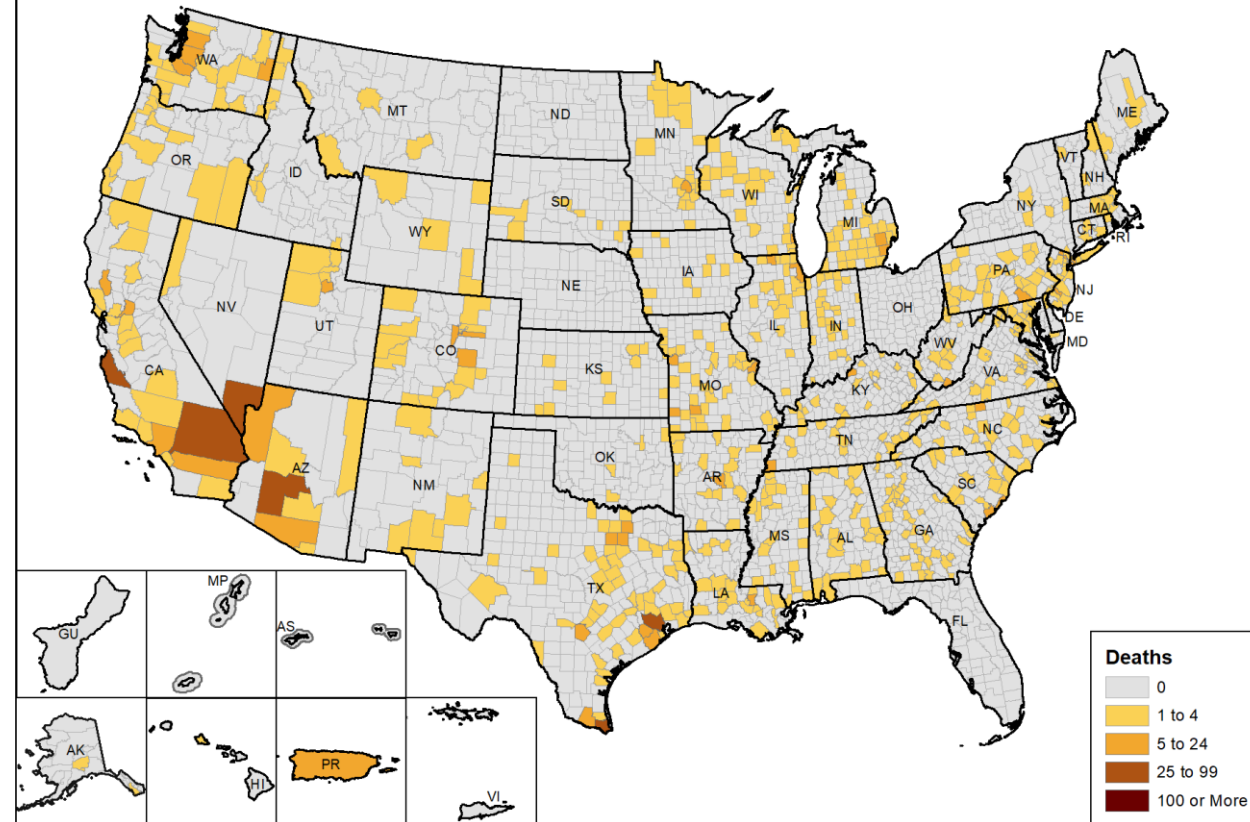 WA
MT
ND
MN
ME
OR
ID
SD
WI
VT
NH
NY
MI
MA
WY
CT
RI
IA
PA
NE
NJ
NV
UT
IL
IN
OH
DE
MD
CO
WV
CA
KS
MO
VA
KY
NC
TN
AZ
OK
NM
AR
SC
MS
AL
GA
TX
LA
FL
GU
MP
AS
AK
HI
PR
VI
Deaths
0
1 to 4
5 to 24
25 to 99
100 or More